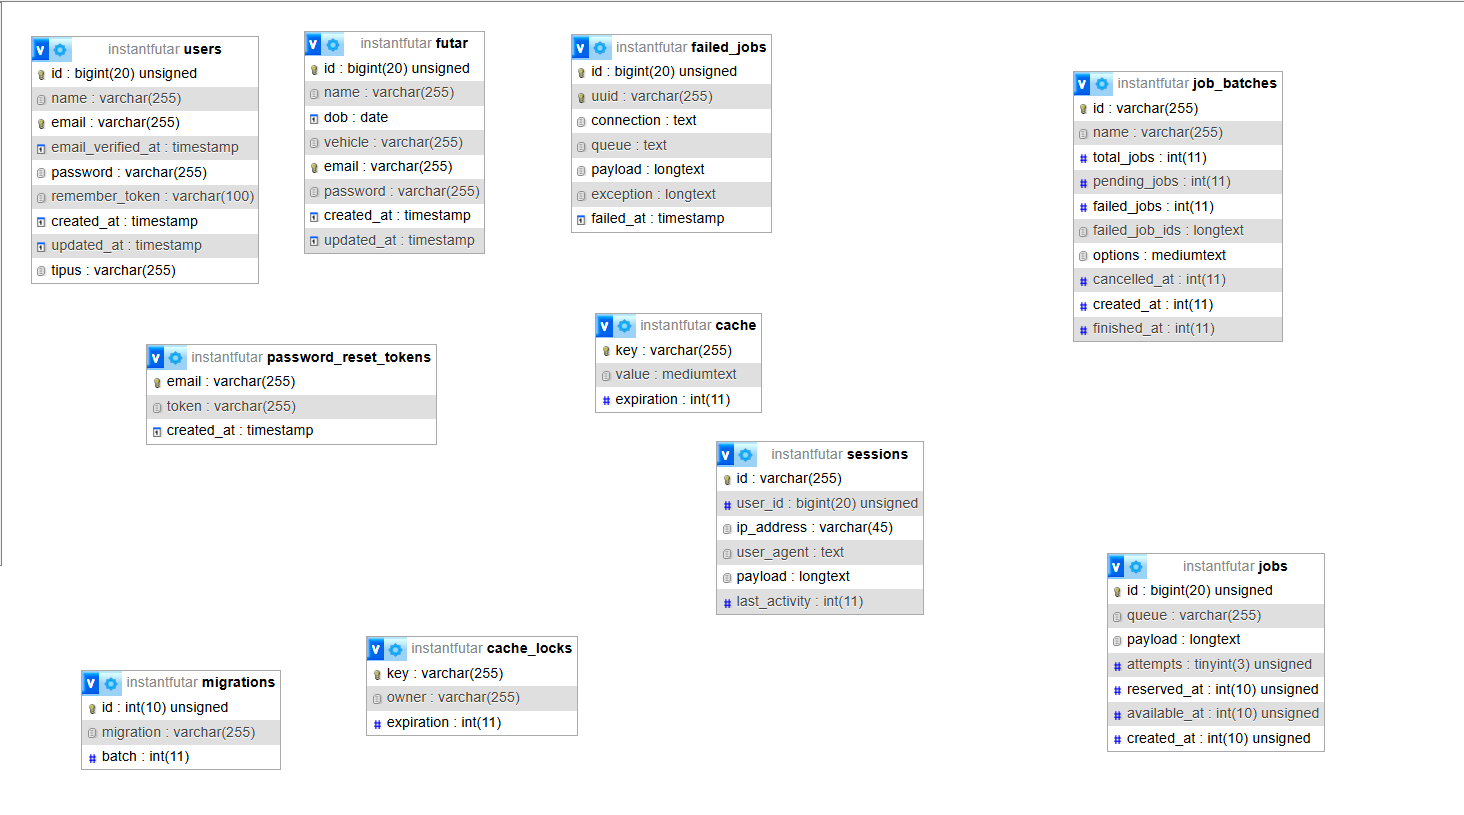 v instantfutar users
id : bigint(20) unsigned
name : varchar(255)
email : varchar(255)
email_verified_at : timestamp
password : varchar(255)
remember_token : varchar(100)
created_at : timestamp
updated_at : timestamp
tipus : varchar(255)
v instantfutar futar
id : bigint(20) unsigned
name : varchar(255)
dob : date
vehicle : varchar(255)
email : varchar(255)
password : varchar(255)
created_at : timestamp
updated_at : timestamp
v instantfutar failed_jobs
id : bigint(20) unsigned
uuid : varchar(255)
connection : text
queue : text
payload : longtext
exception : longtext
failed_at : timestamp
v instantfutar job_batches
id : varchar(255)
name : varchar(255)
# total_jobs : int(11)
# pending_jobs : int(11)
# failed_jobs : int(11)
failed_job_ids : longtext
options : mediumtext
# cancelled_at : int(11)
# created_at : int(11)
# finished_at : int(11)
v instantfutar password_reset_tokens
email : varchar(255)
token : varchar(255)
created_at : timestamp
v instantfutar cache
key : varchar(255)
value : mediumtext
# expiration : int(11)
v instantfutar sessions
id : varchar(255)
# user_id : bigint(20) unsigned
ip_address : varchar(45)
user_agent : text
payload : longtext
# last_activity : int(11)
v instantfutar jobs
id : bigint(20) unsigned
queue : varchar(255)
payload : longtext
# attempts : tinyint(3) unsigned
# reserved_at : int(10) unsigned
# available_at : int(10) unsigned
# created_at : int(10) unsigned
v instantfutar cache_locks
key : varchar(255)
owner : varchar(255)
# expiration : int(11)
v instantfutar migrations
id : int(10) unsigned
migration : varchar(255)
# batch : int(11)